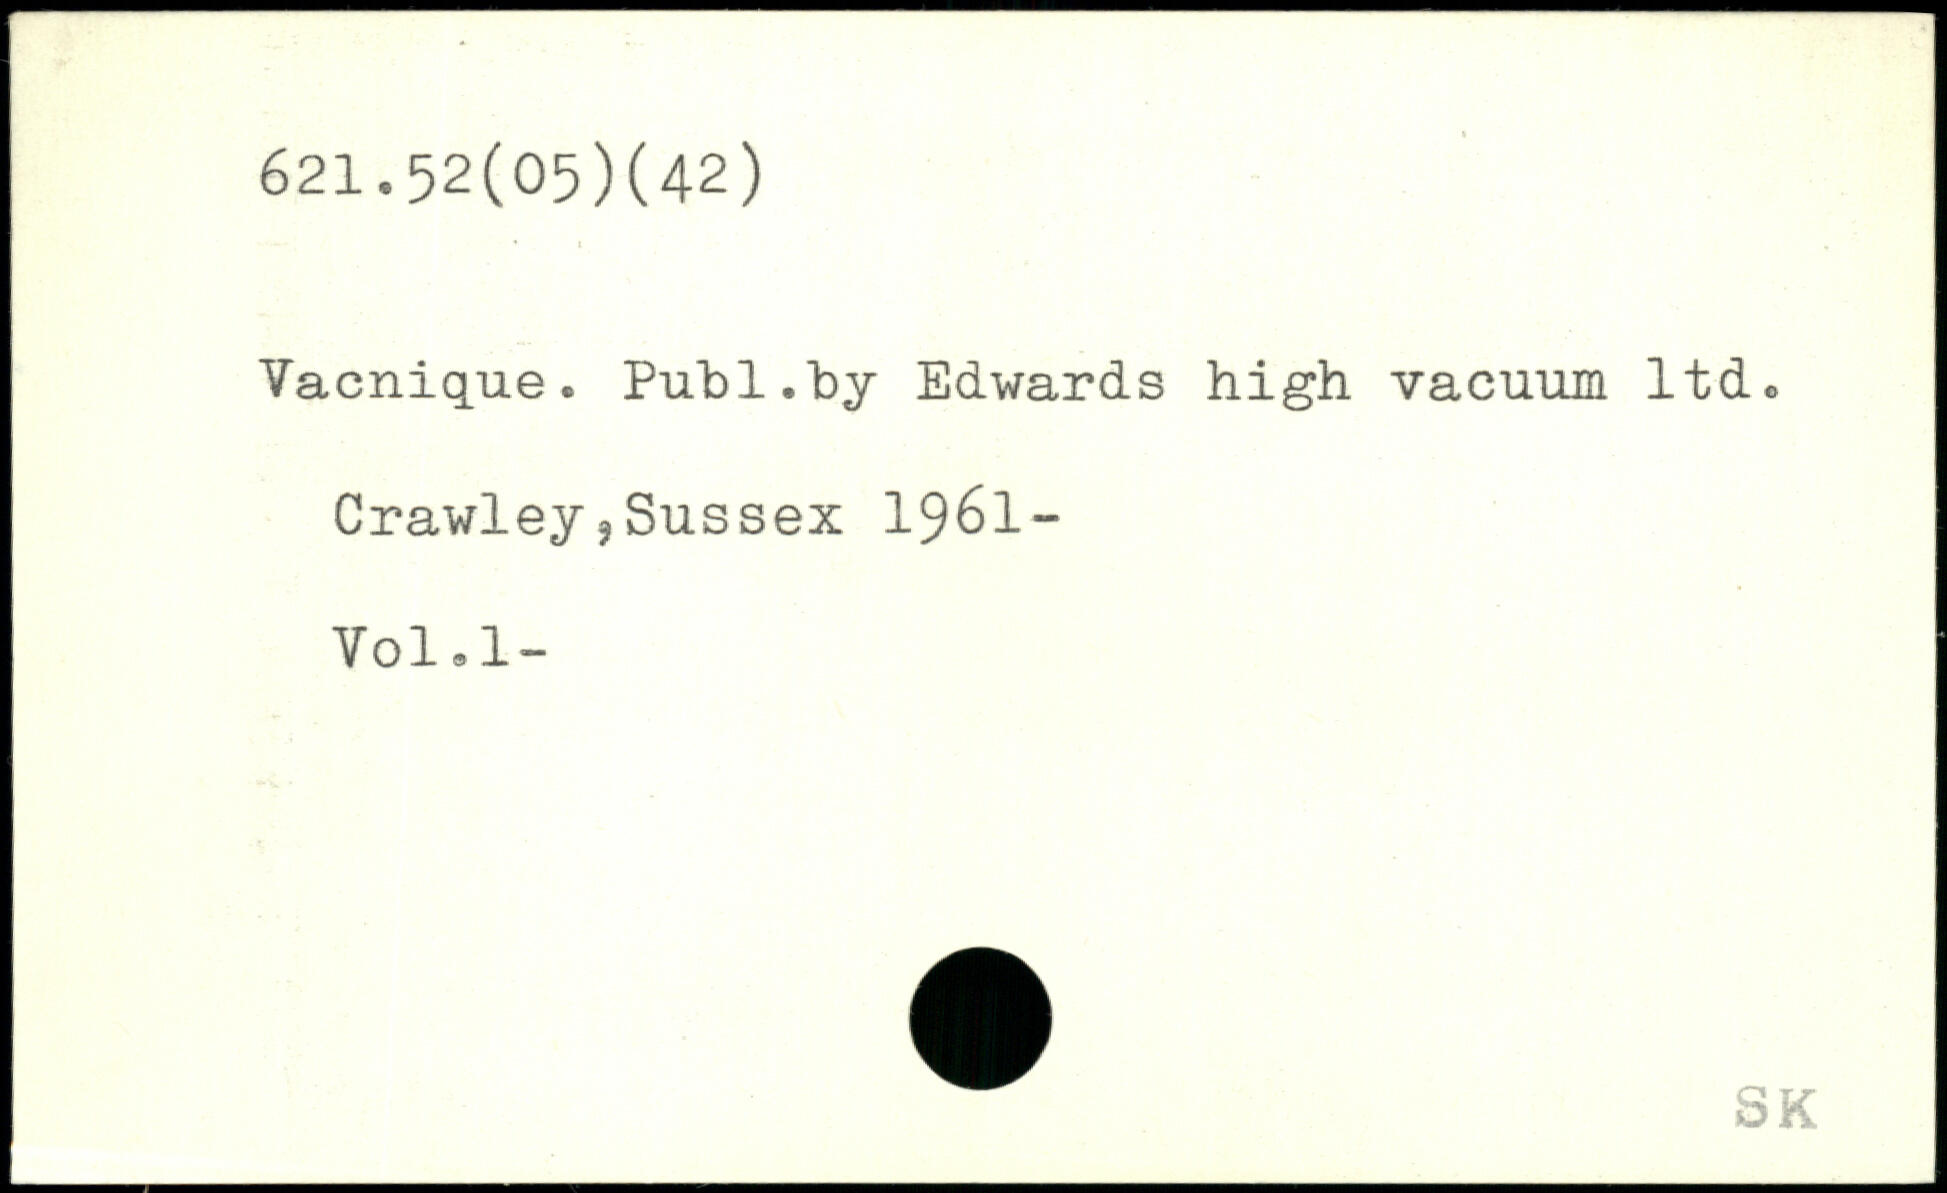 621.52(05)(42)
Vacnique. Publ.by Edwards high vacuum ltd.
Crawley,Sussex 1961-
Vol.1-
SK